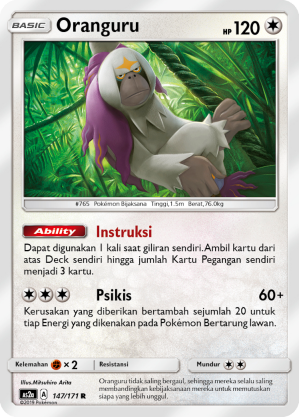 BASIC Oranguru HP 120
#765 Pokémon Bijaksana Tinggi,1.5m Berat,76.0kg
Ability Instruksi
Dapat digunakan 1 kali saat giliran sendiri. Ambil kartu dari
atas Deck sendiri hingga jumlah Kartu Pegangan sendiri
menjadi 3 kartu.
Psikis 60+
Kerusakan yang diberikan bertambah sejumlah 20 untuk
tiap Energi yang dikenakan pada Pokémon Bertarung lawan.
Kelemahan × 2 Resistansi Mundur
Illus.Mitsuhiro Arita
AS2a A 147/171 R
©2019 Pokémon
Oranguru tidak saling bergaul, sehingga mereka selalu saling
membandingkan kebijaksanaan mereka untuk memutuskan
siapa yang lebih unggul.